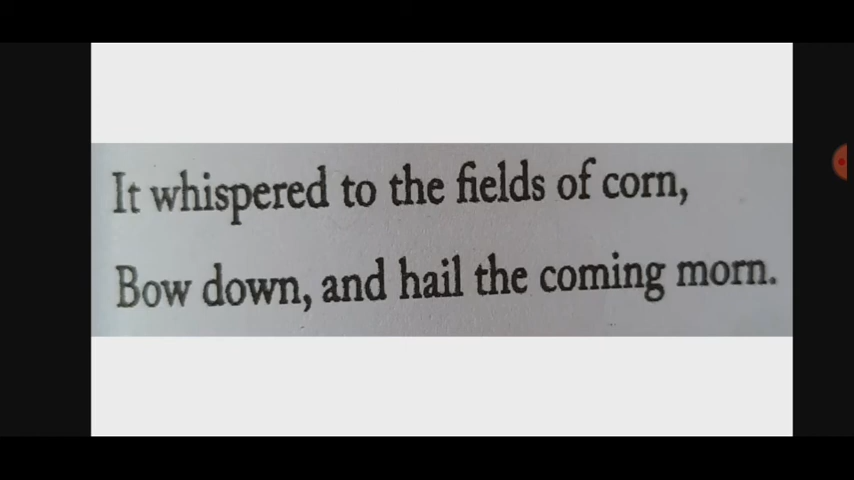 It whispered to the fields of corn,
Bow down, and hail the coming morn.